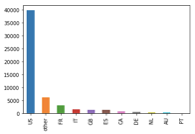 40000
35000
30000
25000
20000
15000
10000
5000
0
US
other
FR
IT
GB
ES
CA
DE
NL
AU
PT